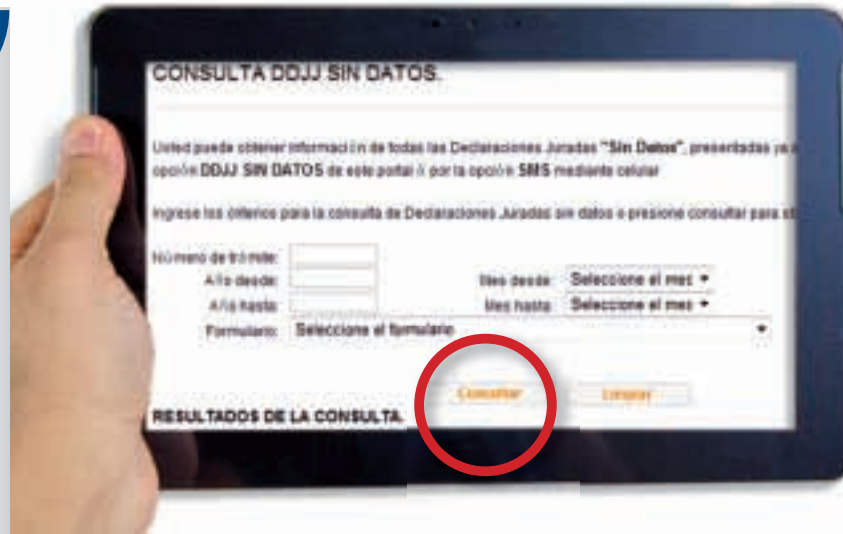 CONSULTA DDJJ SIN DATOS.
Usted puede obtener información de todas las Declaraciones Juradas "Sin Datos", presentadas ya
opción DDJJ SIN DATOS de este portal ó por la opción SMS mediante celular
Ingrese los criterios para la consulta de Declaraciones Juradas sin datos o presione consultar para
Número de trámite:
Año desde: Mes desde: Seleccione el mes
Año hasta: Mes hasta: Seleccione el mes
Formulario: Seleccione el formulario
Consultar Limpiar
RESULTADOS DE LA CONSULTA.